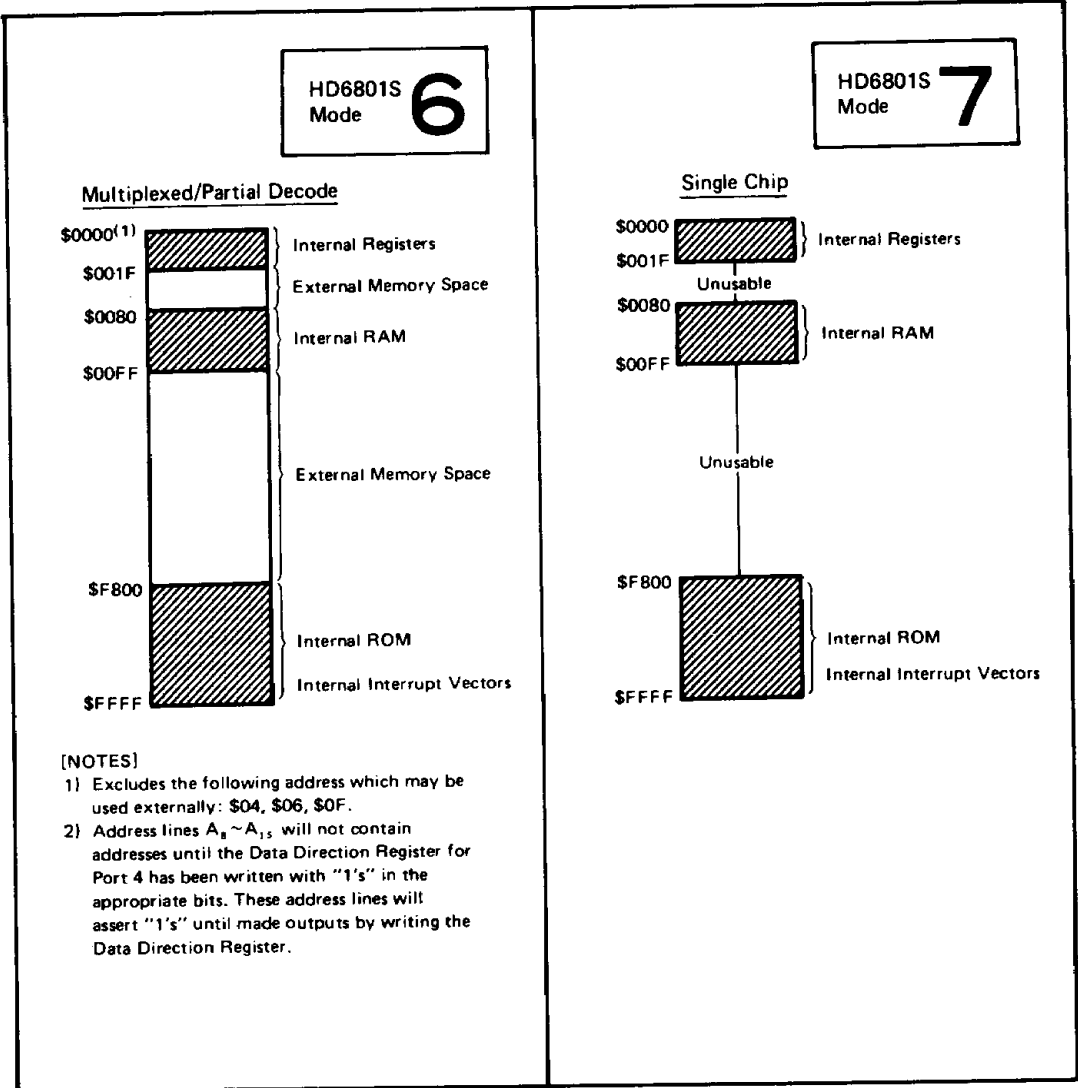 HD6801S
Mode 6
Multiplexed/Partial Decode
$0000(1)
Internal Registers
$001F
External Memory Space
$0080
Internal RAM
$00FF
External Memory Space
$F800
Internal ROM
Internal Interrupt Vectors
$FFFF
[NOTES]
1) Excludes the following address which may be
used externally: $04, $06, $0F.
2) Address lines A₈~A₁₅ will not contain
addresses until the Data Direction Register for
Port 4 has been written with "1's" in the
appropriate bits. These address lines will
assert "1's" until made outputs by writing the
Data Direction Register.
HD6801S
Mode 7
Single Chip
$0000
Internal Registers
$001F
Unusable
$0080
Internal RAM
$00FF
Unusable
$F800
Internal ROM
Internal Interrupt Vectors
$FFFF